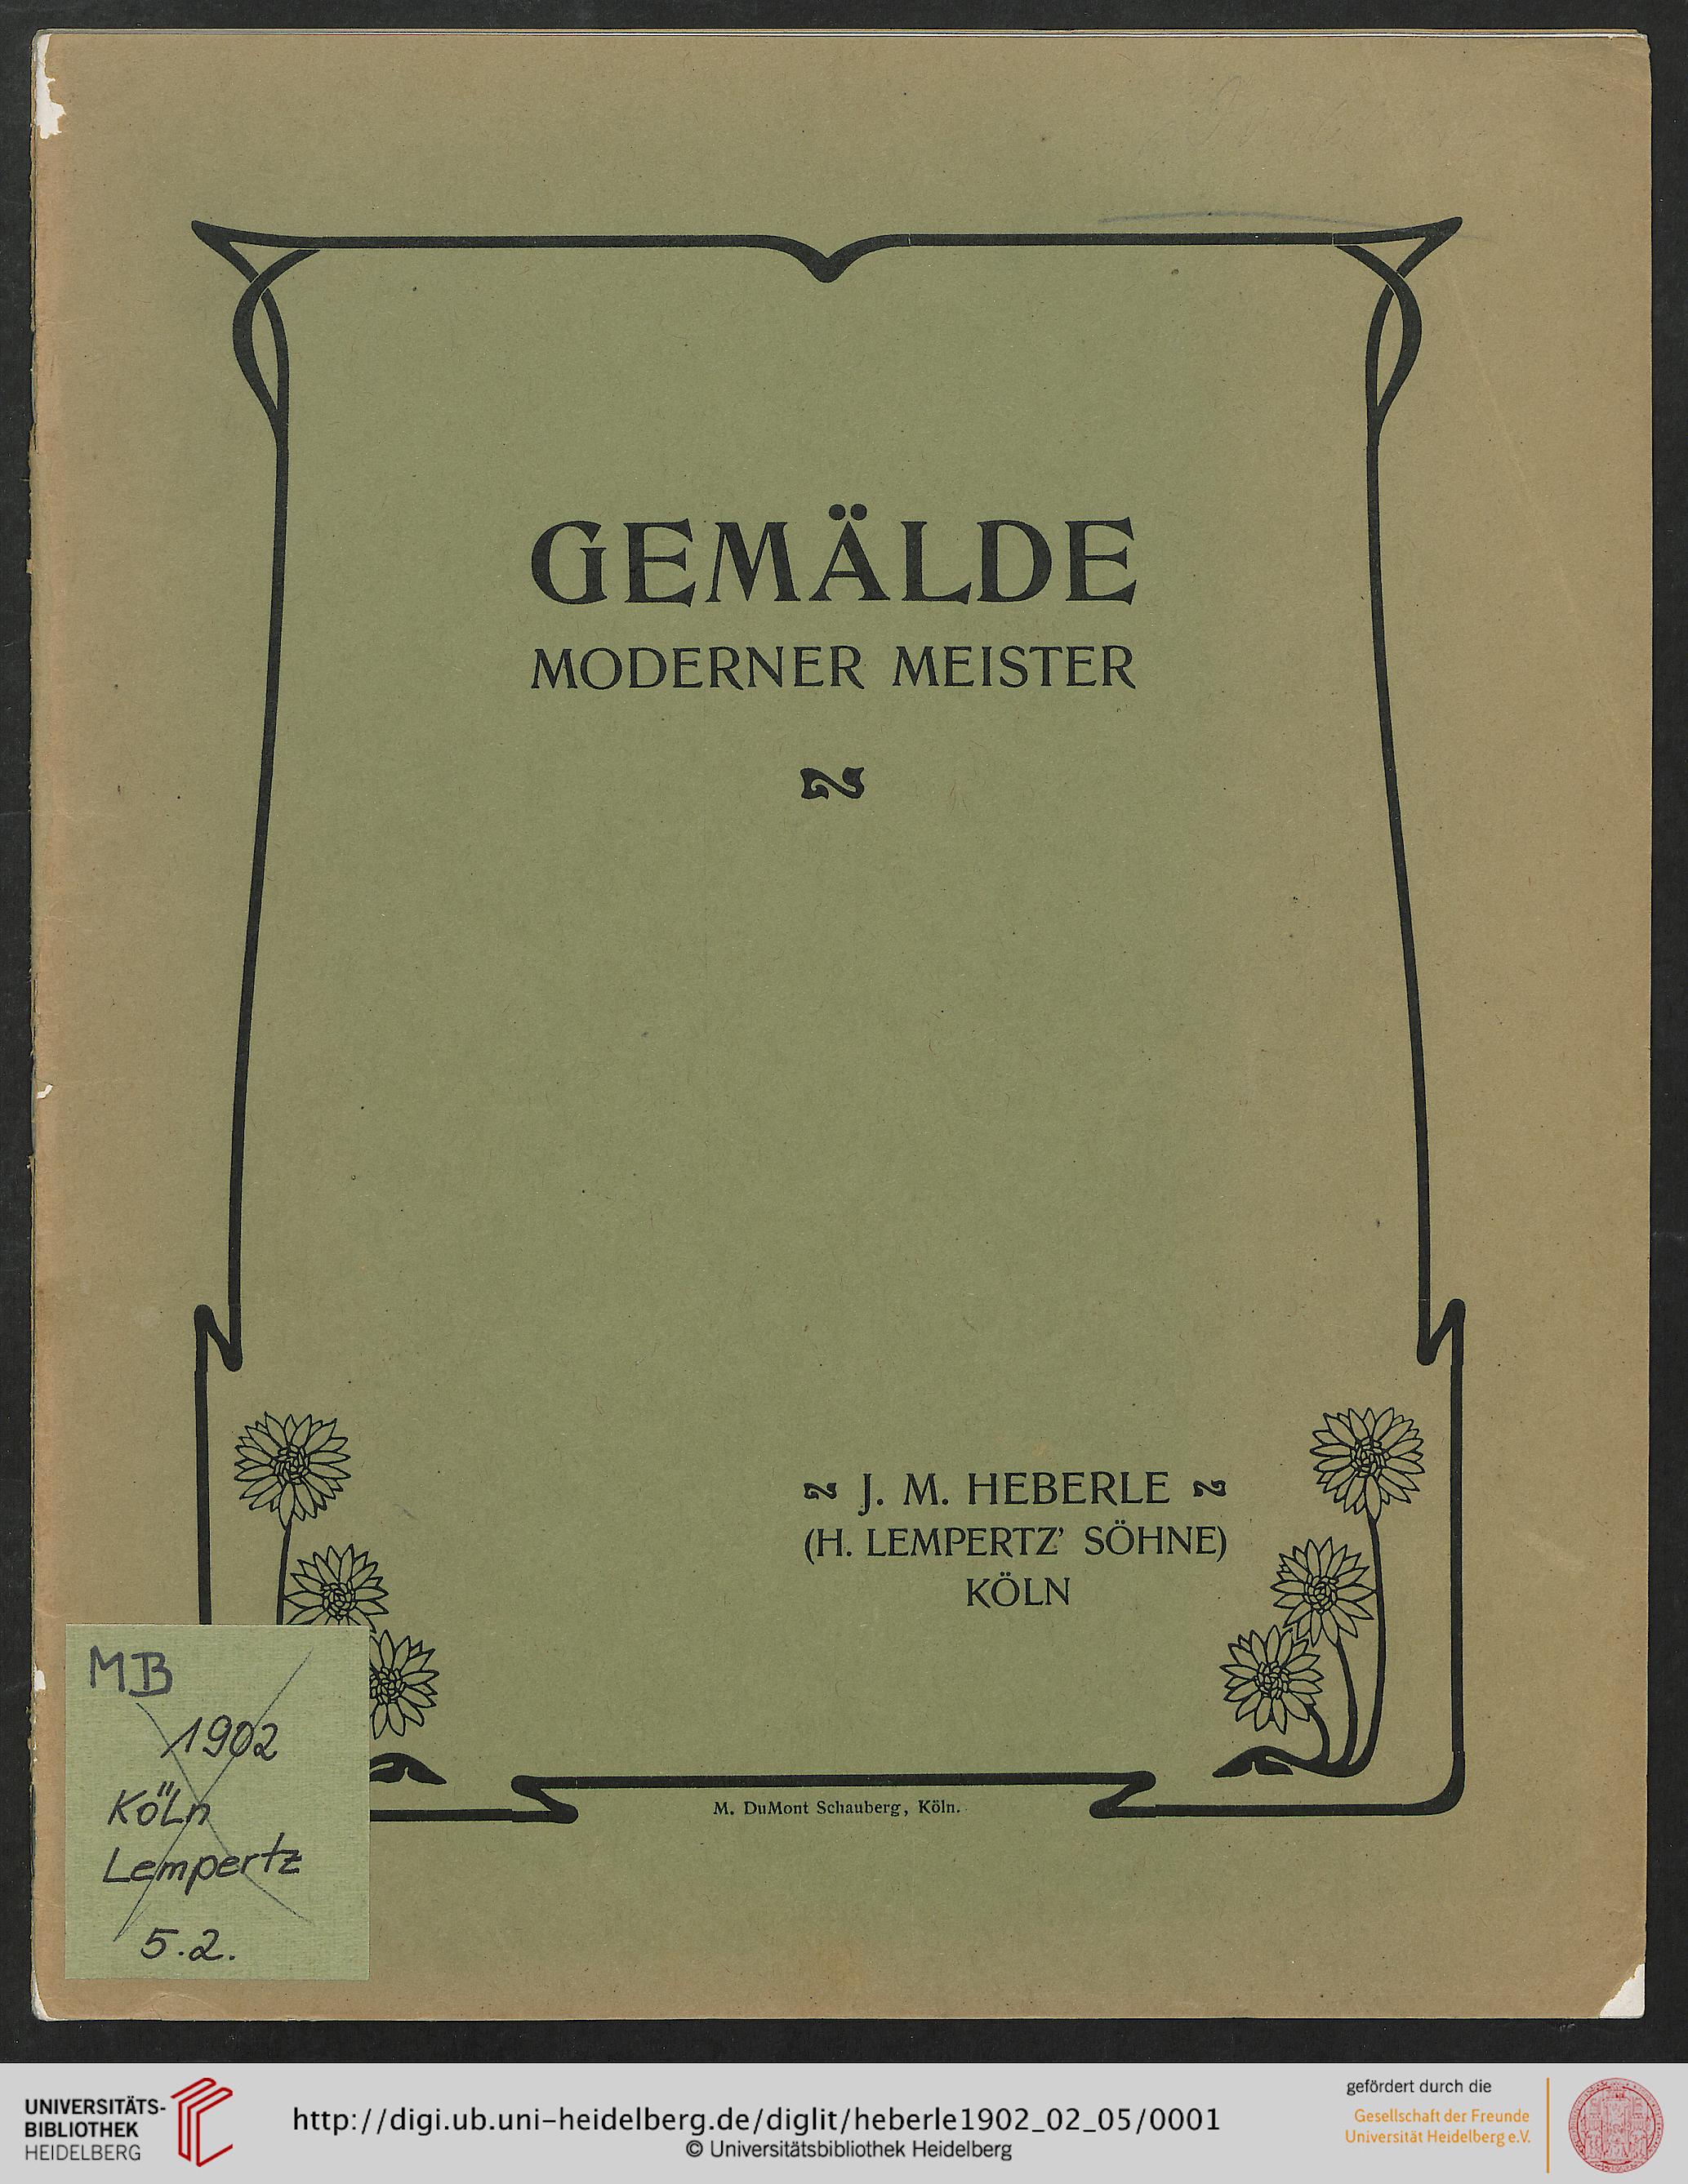 GEMÄLDE
MODERNER MEISTER
J. M. HEBERLE
(H. LEMPERTZ' SÖHNE)
KÖLN
M. DuMont Schauberg, Köln.
MB
1902
Köln
Lempertz
5.2.
UNIVERSITÄTS-
BIBLIOTHEK
HEIDELBERG
http://digi.ub.uni-heidelberg.de/diglit/heberle1902_02_05/0001
© Universitätsbibliothek Heidelberg
gefördert durch die
Gesellschaft der Freunde
Universität Heidelberg e.V.